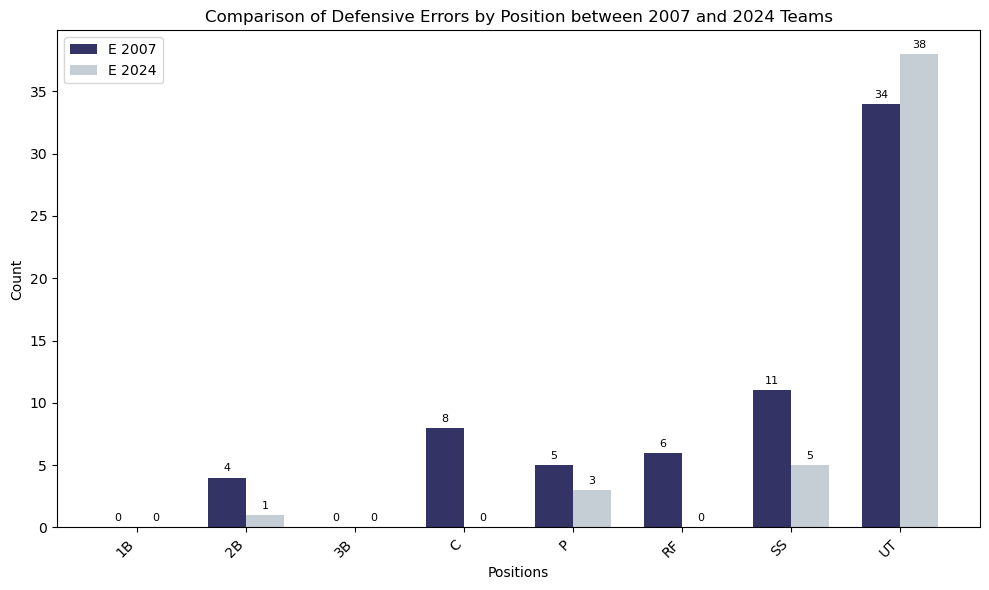 Comparison of Defensive Errors by Position between 2007 and 2024 Teams
E 2007
E 2024
Count
35
30
25
20
15
10
5
0
0 0
4 1
0 0
8 0
5 3
6 0
11 5
34 38
1B 2B 3B C P RF SS UT
Positions